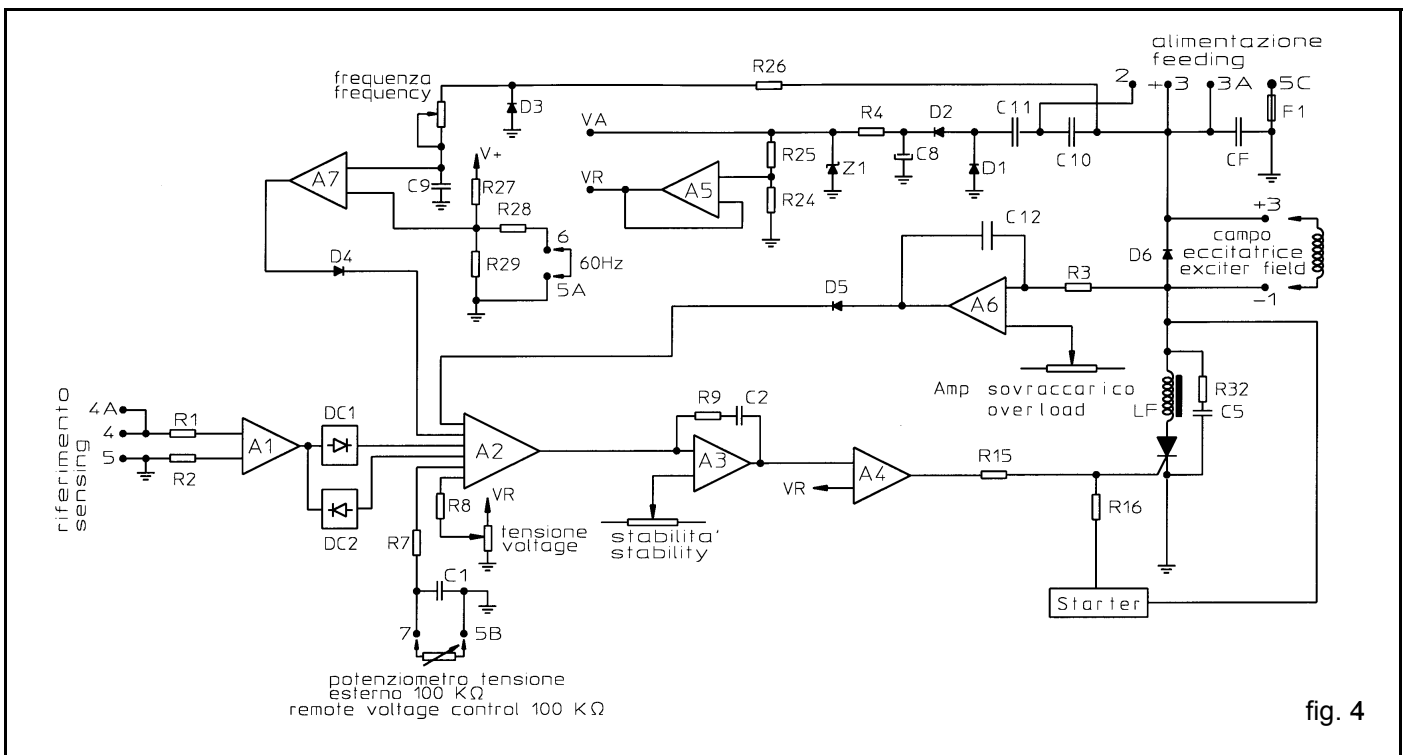 alimentazione
feeding
2
+3
3A
5C
F1
frequenza
frequency
R26
D3
VA
R4
D2
C11
C10
CF
R25
Z1
C8
D1
VR
A5
R24
A7
C9
V+
R27
R28
6
60Hz
5A
R29
D4
C12
+3
campo
eccitatrice
exciter field
-1
D6
D5
A6
R3
Amp sovraccarico
overload
LF
R32
C5
riferimento
sensing
4A
4
5
R1
R2
A1
DC1
DC2
A2
R9
C2
A3
A4
VR
R15
R16
Starter
R8
VR
tensione
voltage
stabilita'
stability
R7
C1
7
5B
potenziometro tensione
esterno 100 KΩ
remote voltage control 100 KΩ
fig. 4